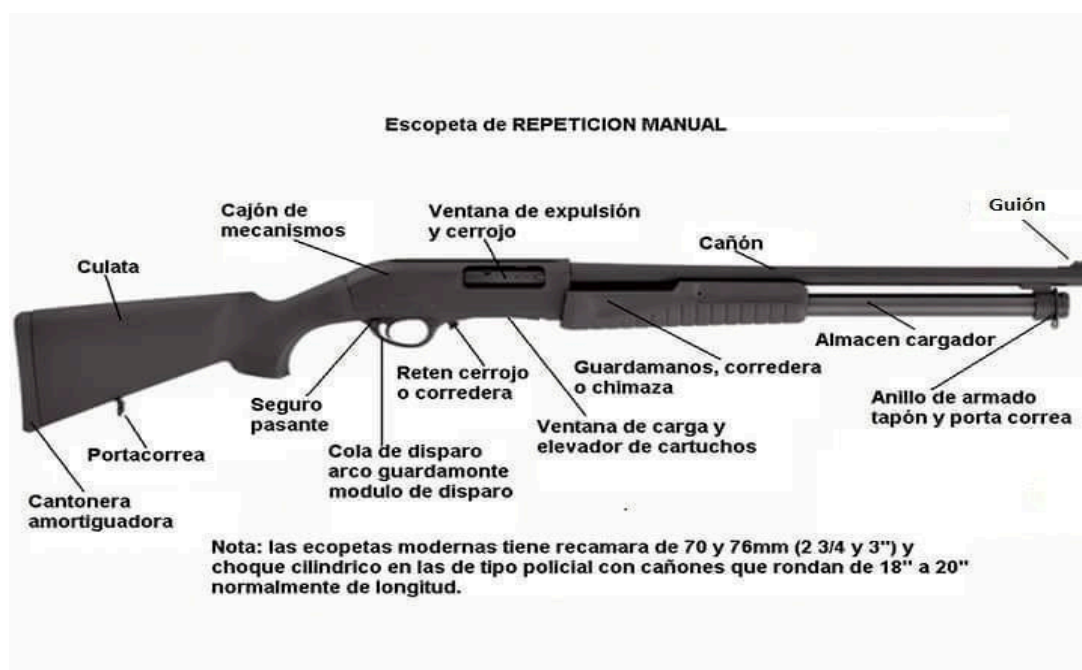 Escopeta de REPETICION MANUAL
Guión
Cajón de
mecanismos
Ventana de expulsión
y cerrojo
Cañón
Culata
Almacen cargador
Guardamanos, corredera
o chimaza
Reten cerrojo
o corredera
Anillo de armado
tapón y porta correa
Seguro
pasante
Ventana de carga y
elevador de cartuchos
Portacorrea
Cola de disparo
arco guardamonte
modulo de disparo
Cantonera
amortiguadora
Nota: las ecopetas modernas tiene recamara de 70 y 76mm (2 3/4 y 3") y
choque cilindrico en las de tipo policial con cañones que rondan de 18" a 20"
normalmente de longitud.